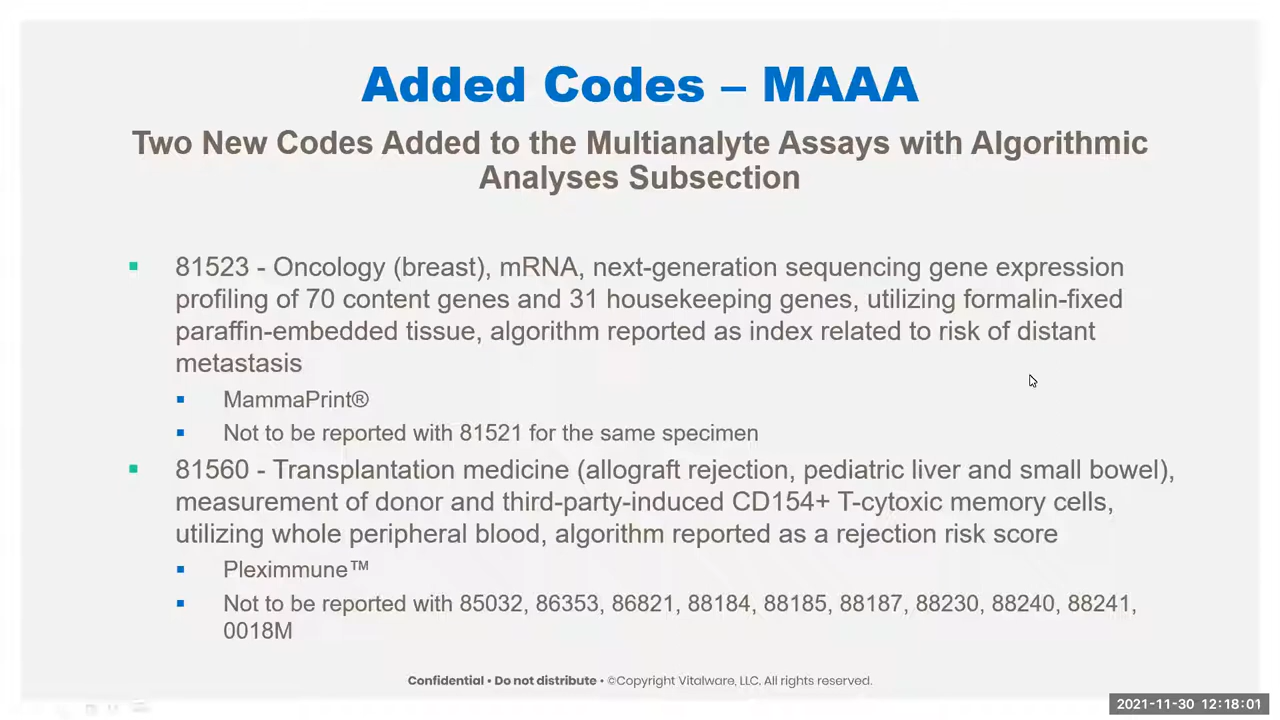 Added Codes – MAAA
Two New Codes Added to the Multianalyte Assays with Algorithmic
Analyses Subsection
▪ 81523 - Oncology (breast), mRNA, next-generation sequencing gene expression
profiling of 70 content genes and 31 housekeeping genes, utilizing formalin-fixed
paraffin-embedded tissue, algorithm reported as index related to risk of distant
metastasis
▪ MammaPrint®
▪ Not to be reported with 81521 for the same specimen
▪ 81560 - Transplantation medicine (allograft rejection, pediatric liver and small bowel),
measurement of donor and third-party-induced CD154+ T-cytoxic memory cells,
utilizing whole peripheral blood, algorithm reported as a rejection risk score
▪ Pleximmune™
▪ Not to be reported with 85032, 86353, 86821, 88184, 88185, 88187, 88230, 88240, 88241,
0018M
Confidential • Do not distribute • ©Copyright Vitalware, LLC. All rights reserved.
2021-11-30 12:18:01